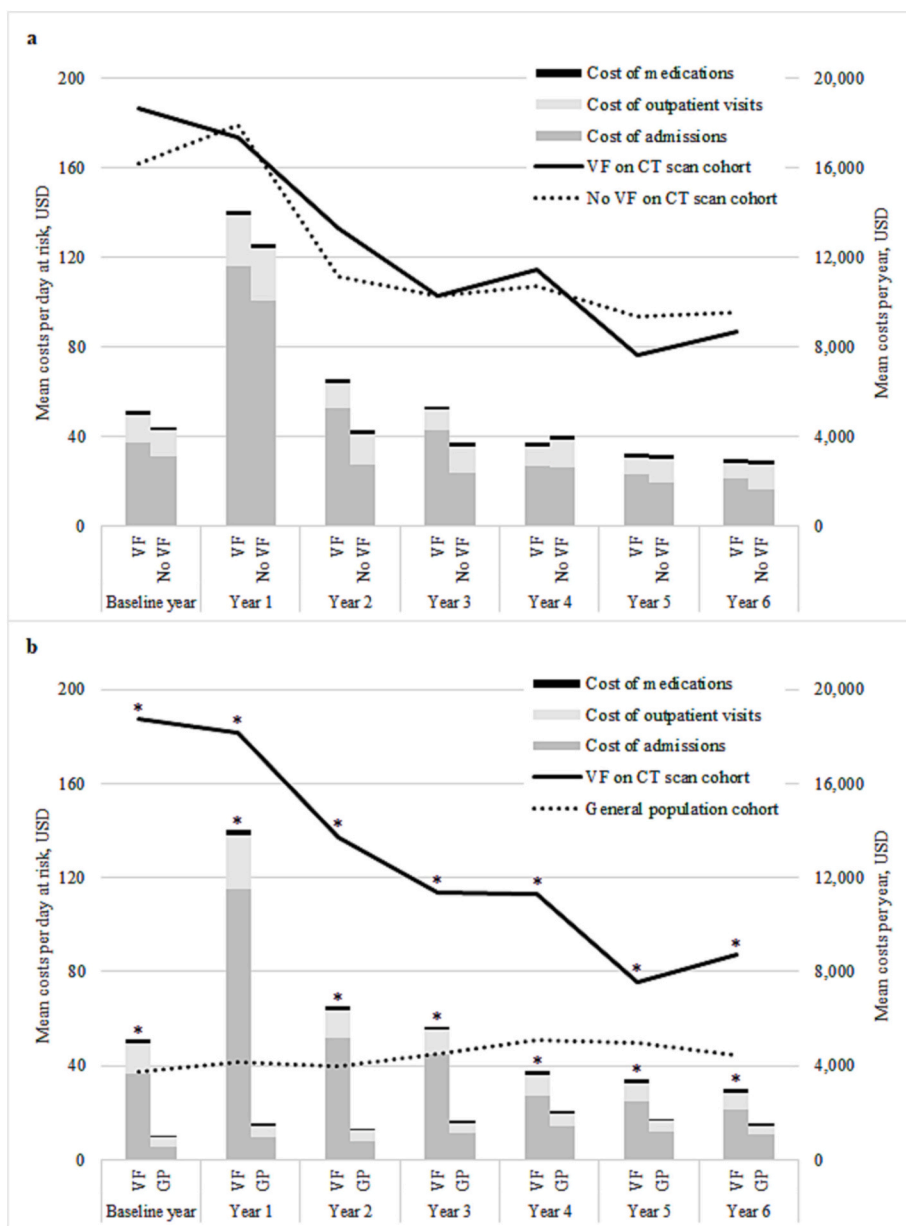 a
Cost of medications
Cost of outpatient visits
Cost of admissions
VF on CT scan cohort
No VF on CT scan cohort
Mean costs per day at risk, USD
200
160
120
80
40
0
20,000
16,000
12,000
8,000
4,000
0
Mean costs per year, USD
VF No VF VF No VF VF No VF VF No VF VF No VF VF No VF VF No VF
Baseline year Year 1 Year 2 Year 3 Year 4 Year 5 Year 6
b
Cost of medications
Cost of outpatient visits
Cost of admissions
VF on CT scan cohort
General population cohort
Mean costs per day at risk, USD
200
160
120
80
40
0
20,000
16,000
12,000
8,000
4,000
0
Mean costs per year, USD
* * * * * * *
* * * * * * *
VF GP VF GP VF GP VF GP VF GP VF GP VF GP
Baseline year Year 1 Year 2 Year 3 Year 4 Year 5 Year 6